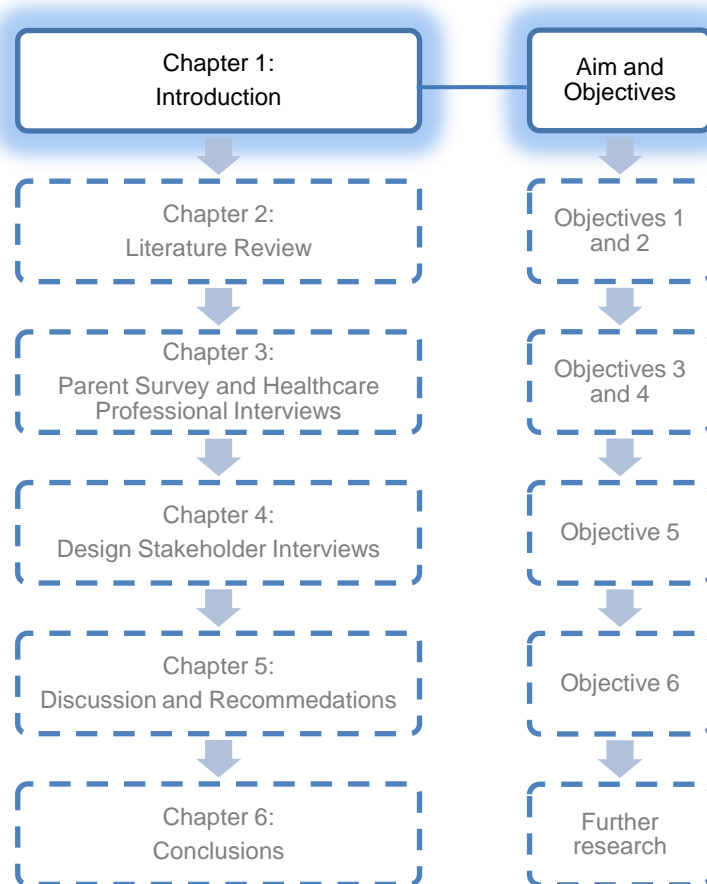 Chapter 1:
Introduction
Aim and
Objectives
Chapter 2:
Literature Review
Objectives 1
and 2
Chapter 3:
Parent Survey and Healthcare
Professional Interviews
Objectives 3
and 4
Chapter 4:
Design Stakeholder Interviews
Objective 5
Chapter 5:
Discussion and Recommedations
Objective 6
Chapter 6:
Conclusions
Further
research